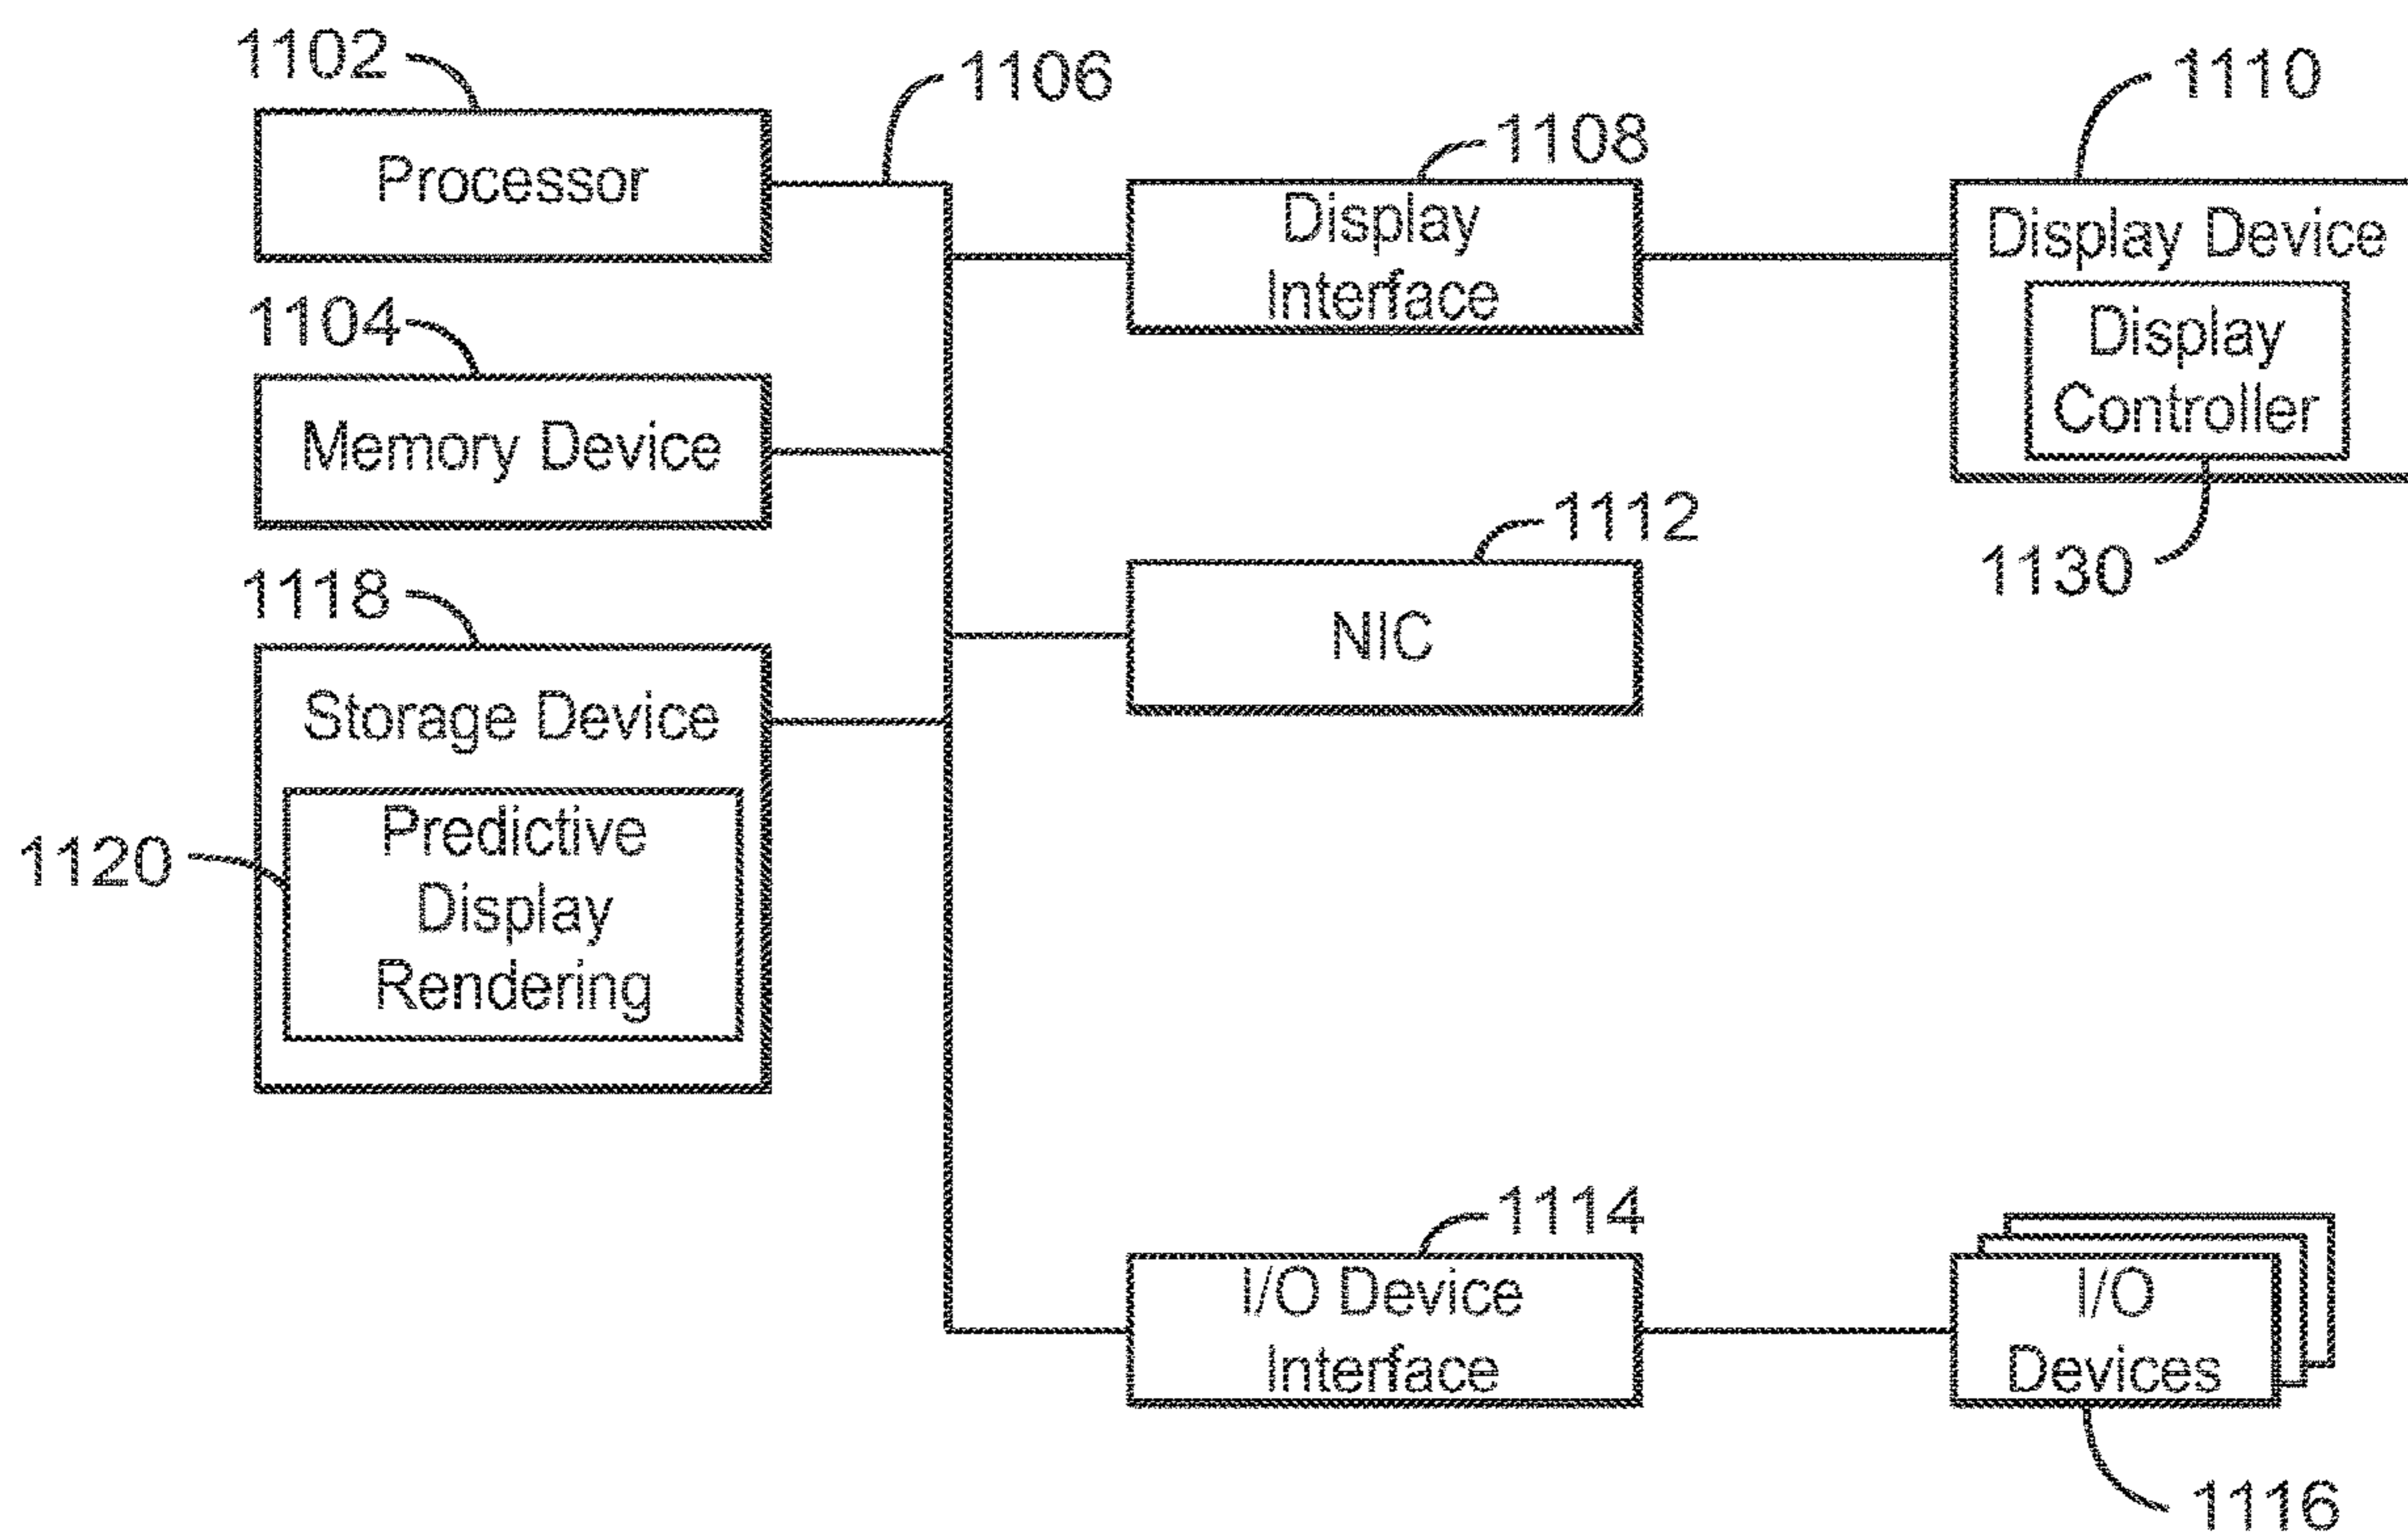 1102
Processor
1106
1108
Display
Interface
1110
Display Device
Display
Controller
1130
1104
Memory Device
1112
NIC
1118
Storage Device
1120
Predictive
Display
Rendering
1114
I/O Device
Interface
I/O
Devices
1116